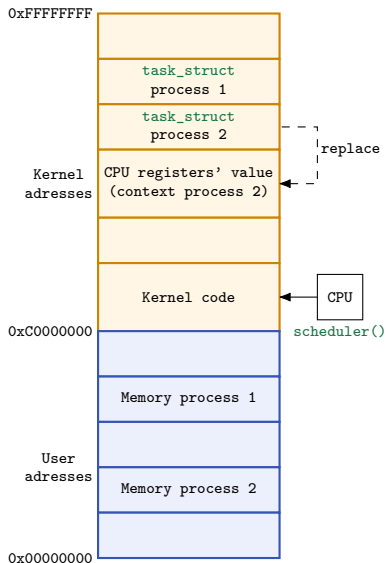 0xFFFFFFFF
task_struct
process 1
task_struct
process 2
replace
CPU registers' value
(context process 2)
Kernel
adresses
Kernel code
CPU
0xC0000000
scheduler()
Memory process 1
User
adresses
Memory process 2
0x00000000